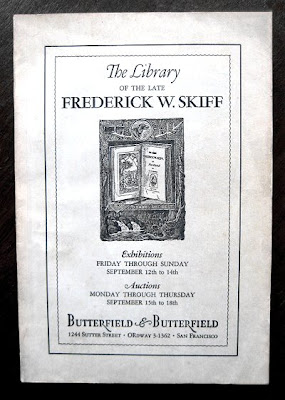 The Library
OF THE LATE
FREDERICK W. SKIFF
Exhibitions
FRIDAY THROUGH SUNDAY
SEPTEMBER 12th to 14th
Auctions
MONDAY THROUGH THURSDAY
SEPTEMBER 15th to 18th
BUTTERFIELD & BUTTERFIELD
1244 SUTTER STREET • ORDWAY 3-1362 • SAN FRANCISCO